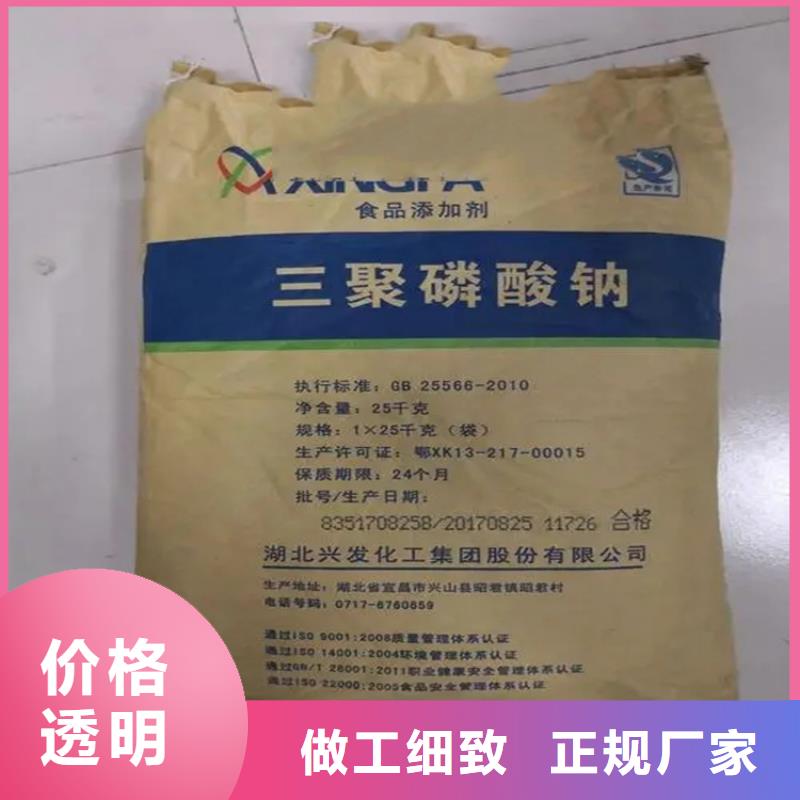 XINGFA
食品添加剂
生产许可
三聚磷酸钠
执行标准：GB 25566-2010
净含量：25千克
规格：1×25千克（袋）
生产许可证：鄂XK13-217-00015
保质期限：24个月
批号/生产日期：
835170825B/20170825 11726 合格
湖北兴发化工集团股份有限公司
生产地址：湖北省宜昌市兴山县昭君镇昭君村
电话号码：0717-6760659
通过ISO 9001:2008质量管理体系认证
通过ISO 14001:2004环境管理体系认证
通过GB/T 28001:2011职业健康安全管理体系认证
通过ISO 22000:2005食品安全管理体系认证
价格
透明
做工细致 正规厂家